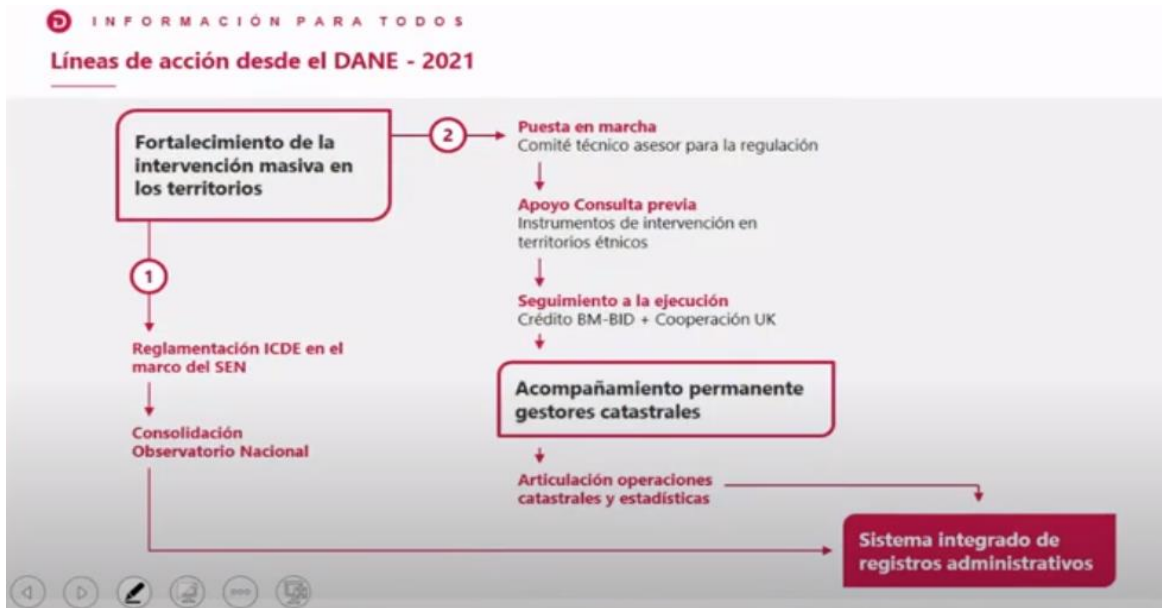 INFORMACIÓN PARA TODOS
Líneas de acción desde el DANE - 2021
Fortalecimiento de la
intervención masiva en
los territorios
1
Reglamentación ICDE en el
marco del SEN
Consolidación
Observatorio Nacional
2
Puesta en marcha
Comité técnico asesor para la regulación
Apoyo Consulta previa
Instrumentos de intervención en
territorios étnicos
Seguimiento a la ejecución
Crédito BM-BID + Cooperación UK
Acompañamiento permanente
gestores catastrales
Articulación operaciones
catastrales y estadísticas
Sistema integrado de
registros administrativos